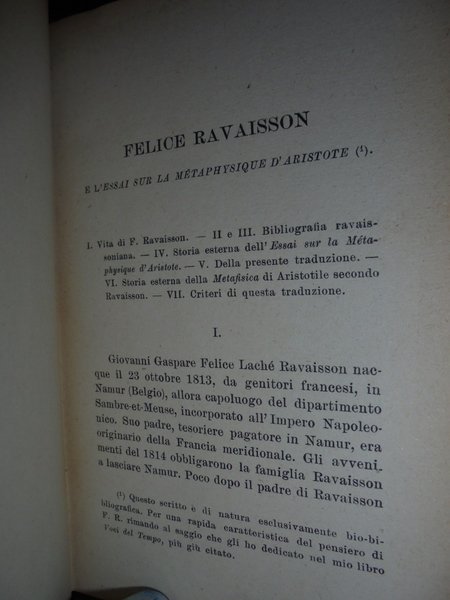 FELICE RAVAISSON
E L'ESSAI SUR LA MÉTAPHYSIQUE D'ARISTOTE (¹).
I. Vita di F. Ravaisson. — II e III. Bibliografia ravais-
soniana. — IV. Storia esterna dell'Essai sur la Méta-
physique d'Aristote. — V. Della presente traduzione. —
VI. Storia esterna della Metafisica di Aristotile secondo
Ravaisson. — VII. Criteri di questa traduzione.
I.
Giovanni Gaspare Felice Laché Ravaisson nac-
que il 23 ottobre 1813, da genitori francesi, in
Namur (Belgio), allora capoluogo del dipartimento
Sambre-et-Meuse, incorporato all'Impero Napoleo-
nico. Suo padre, tesoriere pagatore in Namur, era
originario della Francia meridionale. Gli avveni-
menti del 1814 obbligarono la famiglia Ravaisson
a lasciare Namur. Poco dopo il padre di Ravaisson
(¹) Questo scritto è di natura esclusivamente bio-bi-
bliografica. Per una rapida caratteristica del pensiero di
F. R. rimando al saggio che gli ho dedicato nel mio libro
Voci del Tempo, più giù citato.